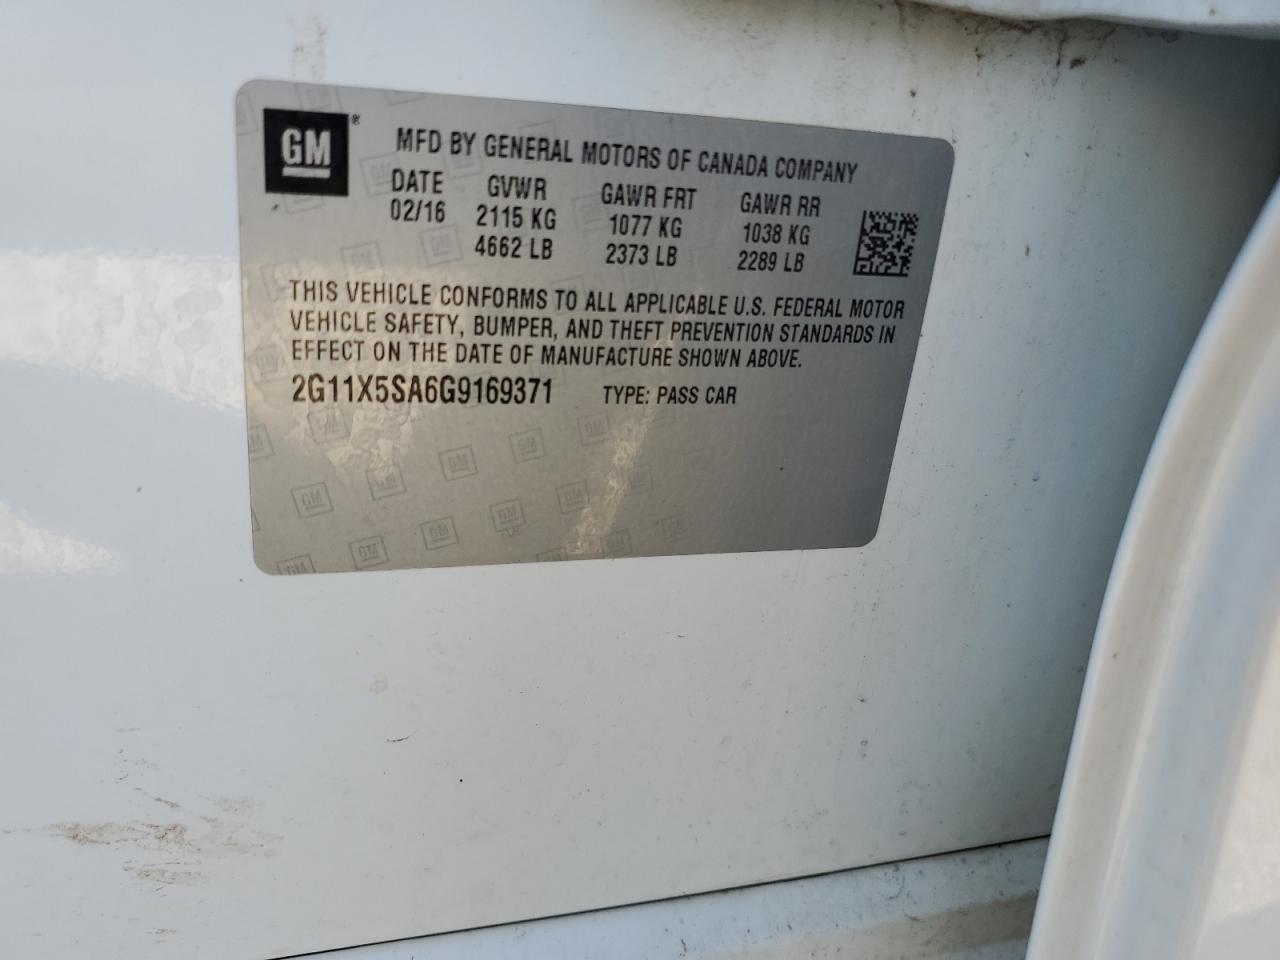 GM ®
MFD BY GENERAL MOTORS OF CANADA COMPANY
DATE GVWR GAWR FRT GAWR RR
02/16 2115 KG 1077 KG 1038 KG
4662 LB 2373 LB 2289 LB
THIS VEHICLE CONFORMS TO ALL APPLICABLE U.S. FEDERAL MOTOR
VEHICLE SAFETY, BUMPER, AND THEFT PREVENTION STANDARDS IN
EFFECT ON THE DATE OF MANUFACTURE SHOWN ABOVE.
2G11X5SA6G9169371 TYPE: PASS CAR